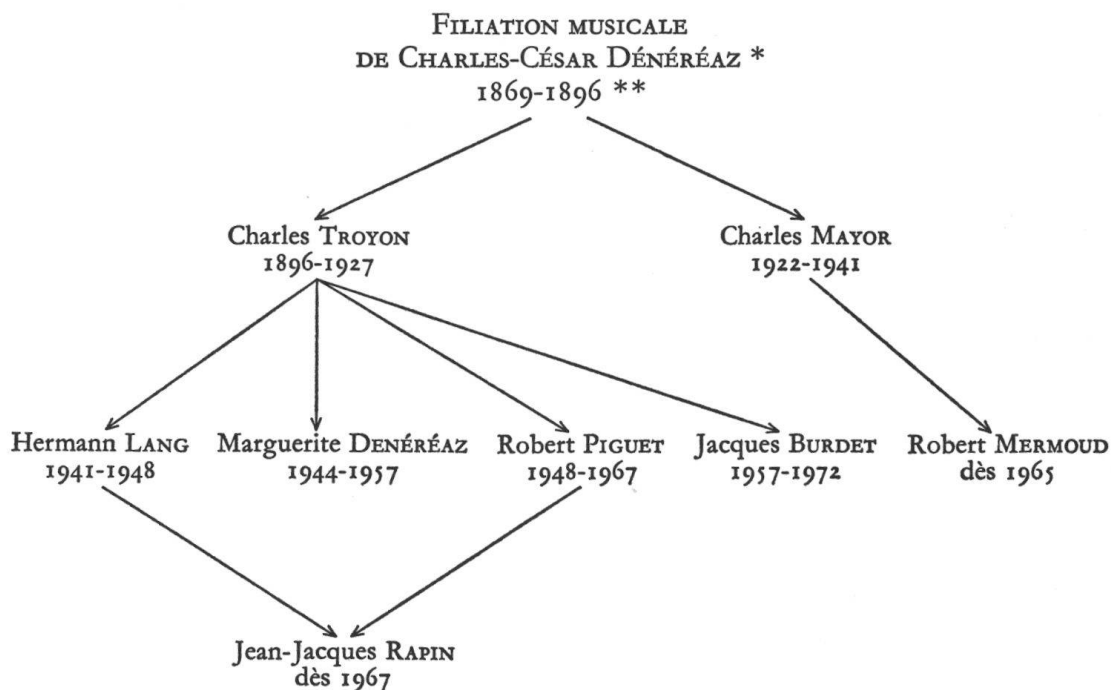 FILIATION MUSICALE
DE CHARLES-CÉSAR DÉNÉRÉAZ *
1869-1896 **
Charles TROYON
1896-1927
Charles MAYOR
1922-1941
Hermann LANG
1941-1948
Marguerite DENÉRÉAZ
1944-1957
Robert PIGUET
1948-1967
Jacques BURDET
1957-1972
Robert MERMOUD
dès 1965
Jean-Jacques RAPIN
dès 1967